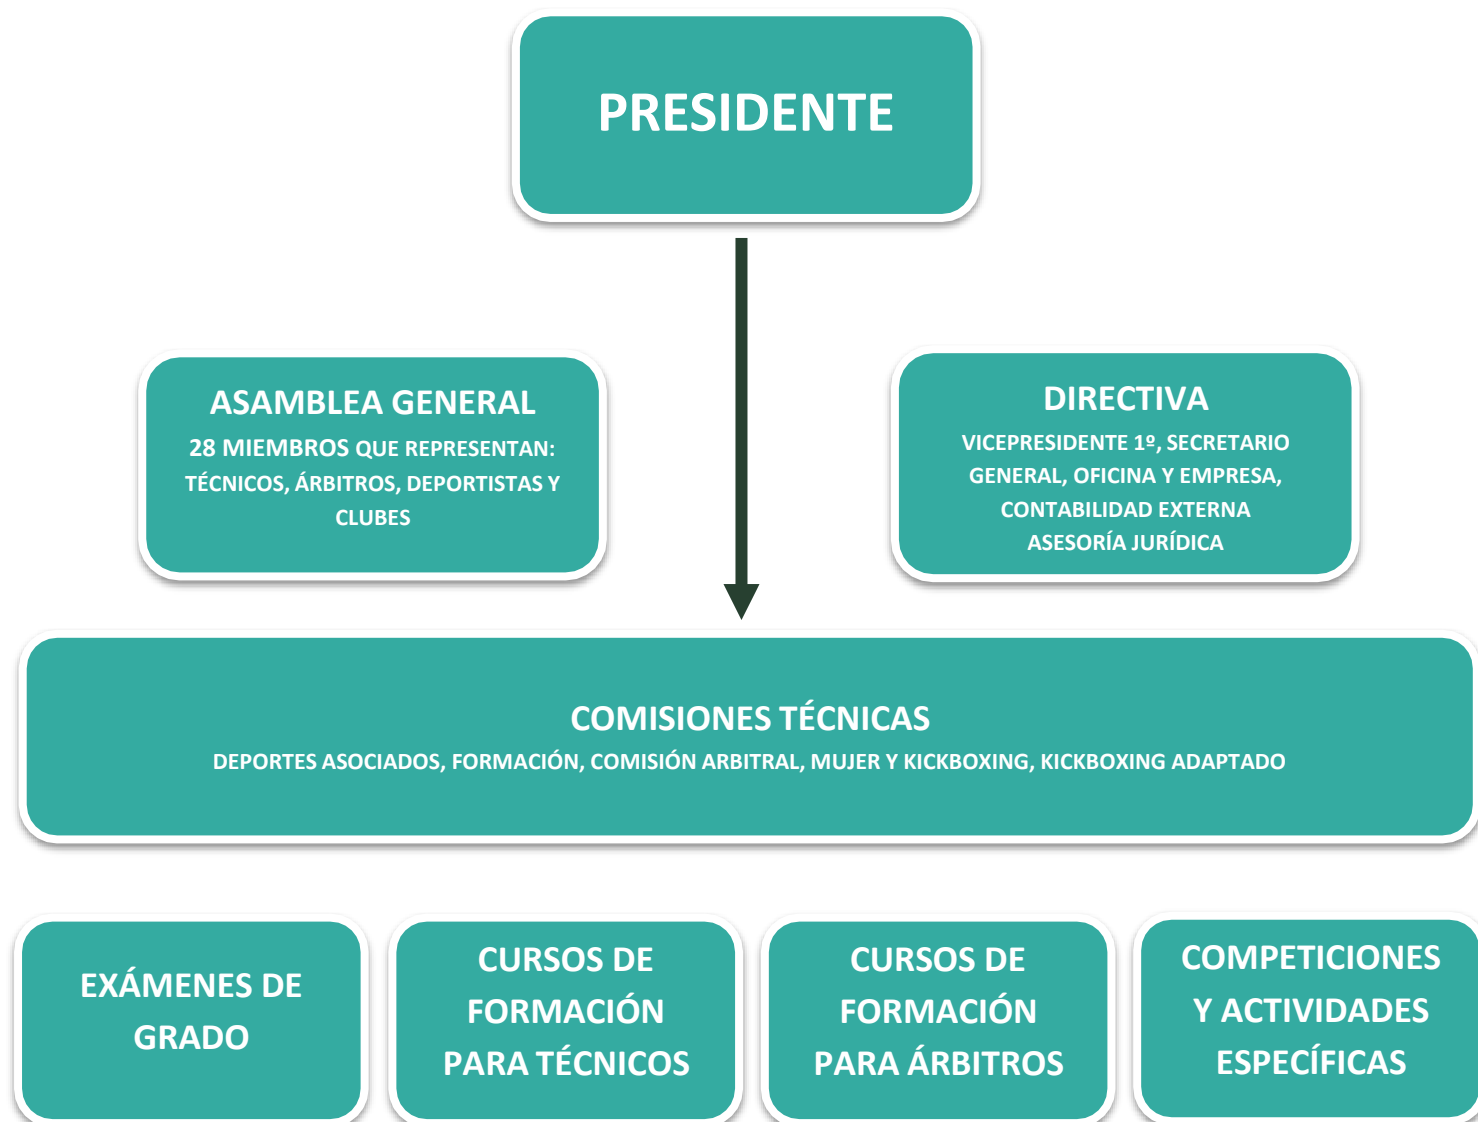 PRESIDENTE
ASAMBLEA GENERAL
28 MIEMBROS QUE REPRESENTAN:
TÉCNICOS, ÁRBITROS, DEPORTISTAS Y
CLUBES
DIRECTIVA
VICEPRESIDENTE 1º, SECRETARIO
GENERAL, OFICINA Y EMPRESA,
CONTABILIDAD EXTERNA
ASESORÍA JURÍDICA
COMISIONES TÉCNICAS
DEPORTES ASOCIADOS, FORMACIÓN, COMISIÓN ARBITRAL, MUJER Y KICKBOXING, KICKBOXING ADAPTADO
EXÁMENES DE
GRADO
CURSOS DE
FORMACIÓN
PARA TÉCNICOS
CURSOS DE
FORMACIÓN
PARA ÁRBITROS
COMPETICIONES
Y ACTIVIDADES
ESPECÍFICAS